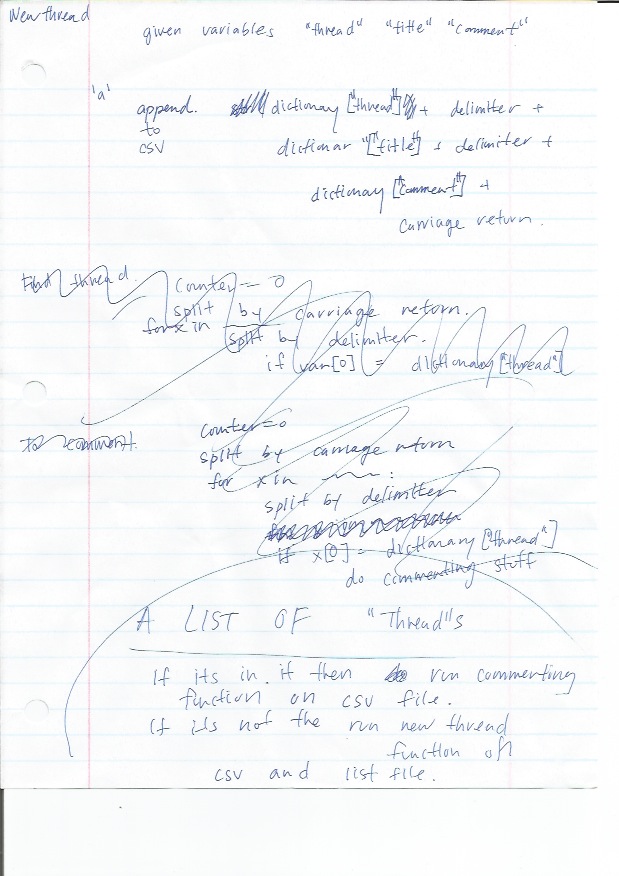 New thread
given variables "thread" "title" "comment"
'a' append dictionary ["thread"] + delimiter +
to
csv dictionar ["title"] + delimiter +
dictionary ["comment"] +
carriage return.
Find thread. Counter = 0
split by carriage return.
for x in split by delimiter.
if var[0] = dictionary ["thread"]
to comment. counter=0
split by carriage return
for x in :
split by delimiter
if x[0] = dictionary ["thread"]
do commenting stuff
A LIST OF "Thread"s
If its in it then run commenting
function on csv file.
If its not the run new thread
function on
csv and list file.